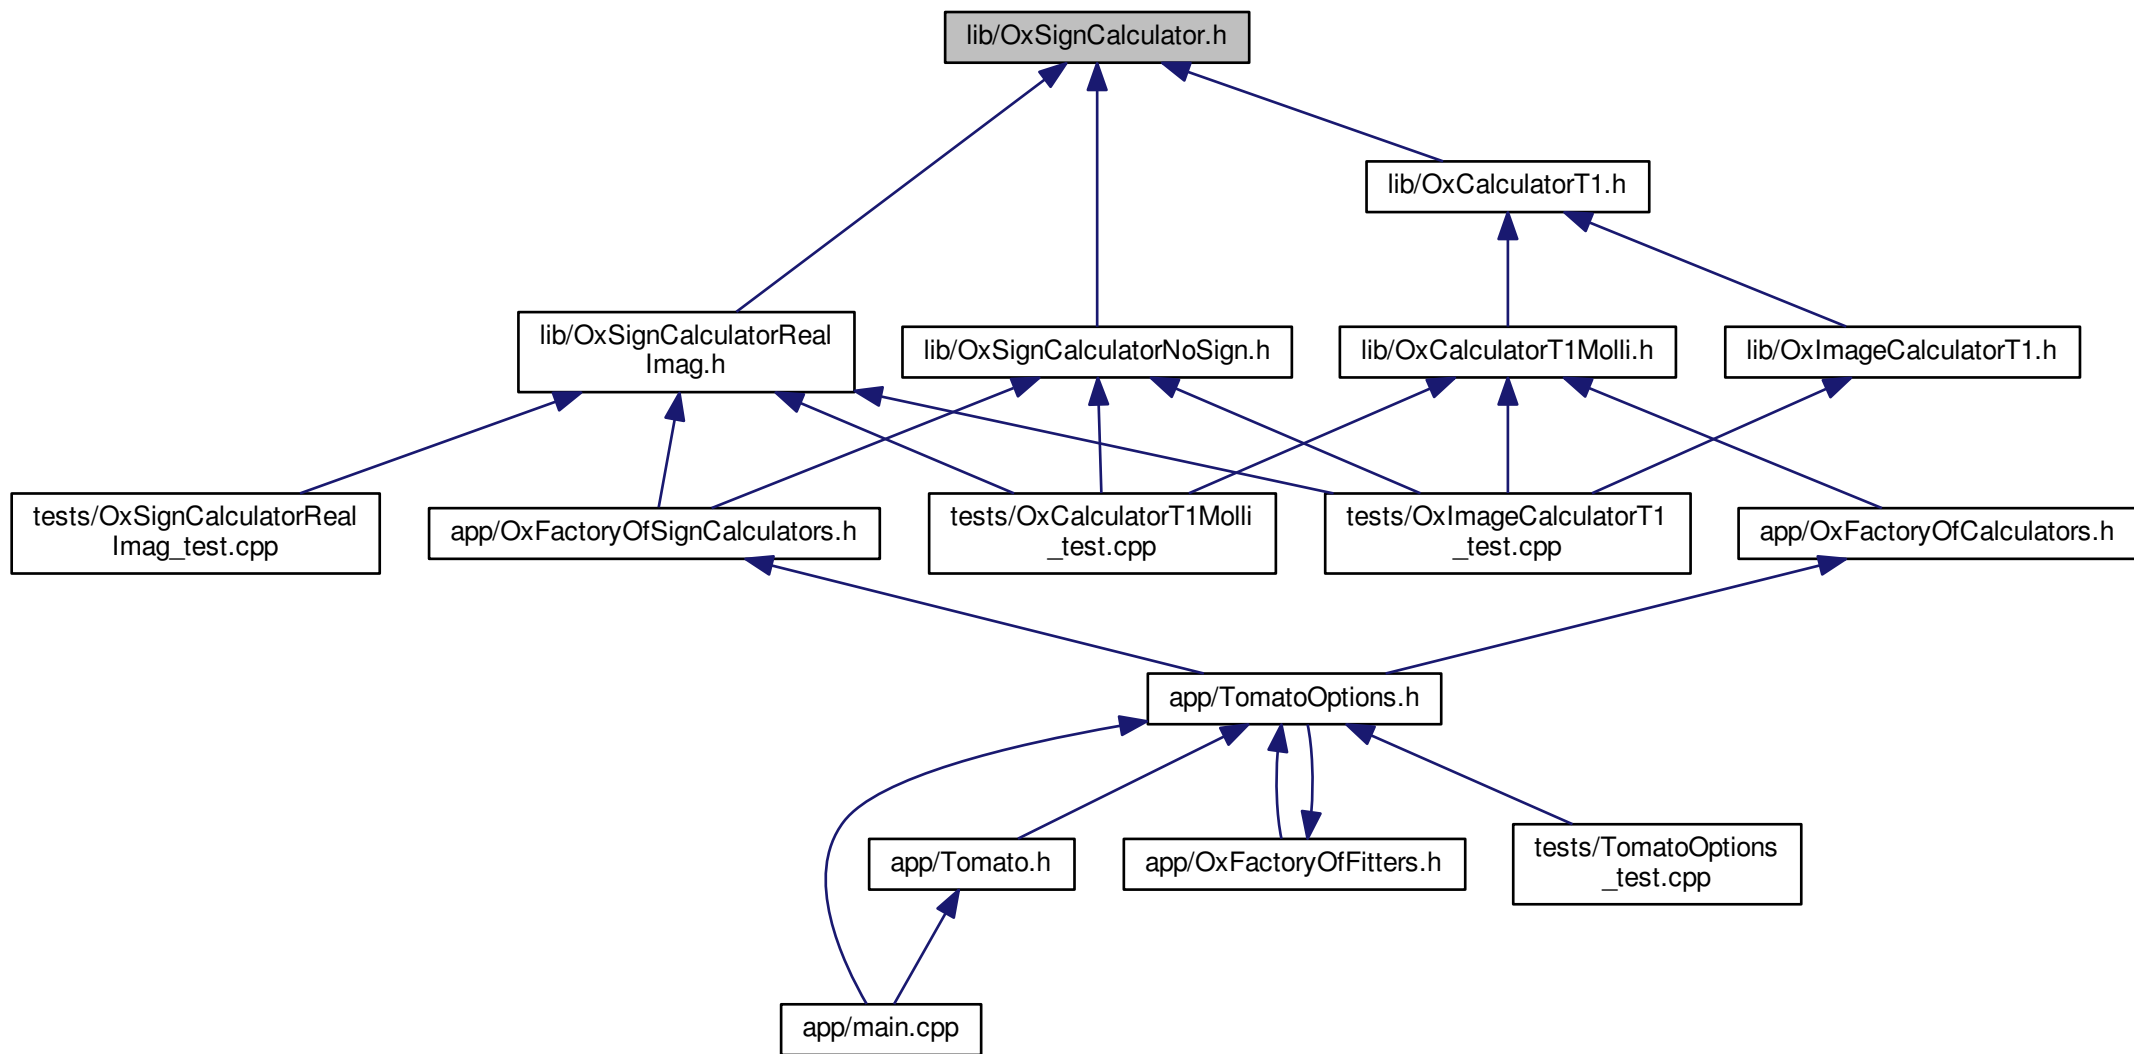 lib/OxSignCalculator.h
lib/OxCalculatorT1.h
lib/OxSignCalculatorReal
Imag.h
lib/OxSignCalculatorNoSign.h
lib/OxCalculatorT1Molli.h
lib/OxImageCalculatorT1.h
tests/OxSignCalculatorReal
Imag_test.cpp
app/OxFactoryOfSignCalculators.h
tests/OxCalculatorT1Molli
_test.cpp
tests/OxImageCalculatorT1
_test.cpp
app/OxFactoryOfCalculators.h
app/TomatoOptions.h
app/Tomato.h
app/OxFactoryOfFitters.h
tests/TomatoOptions
_test.cpp
app/main.cpp